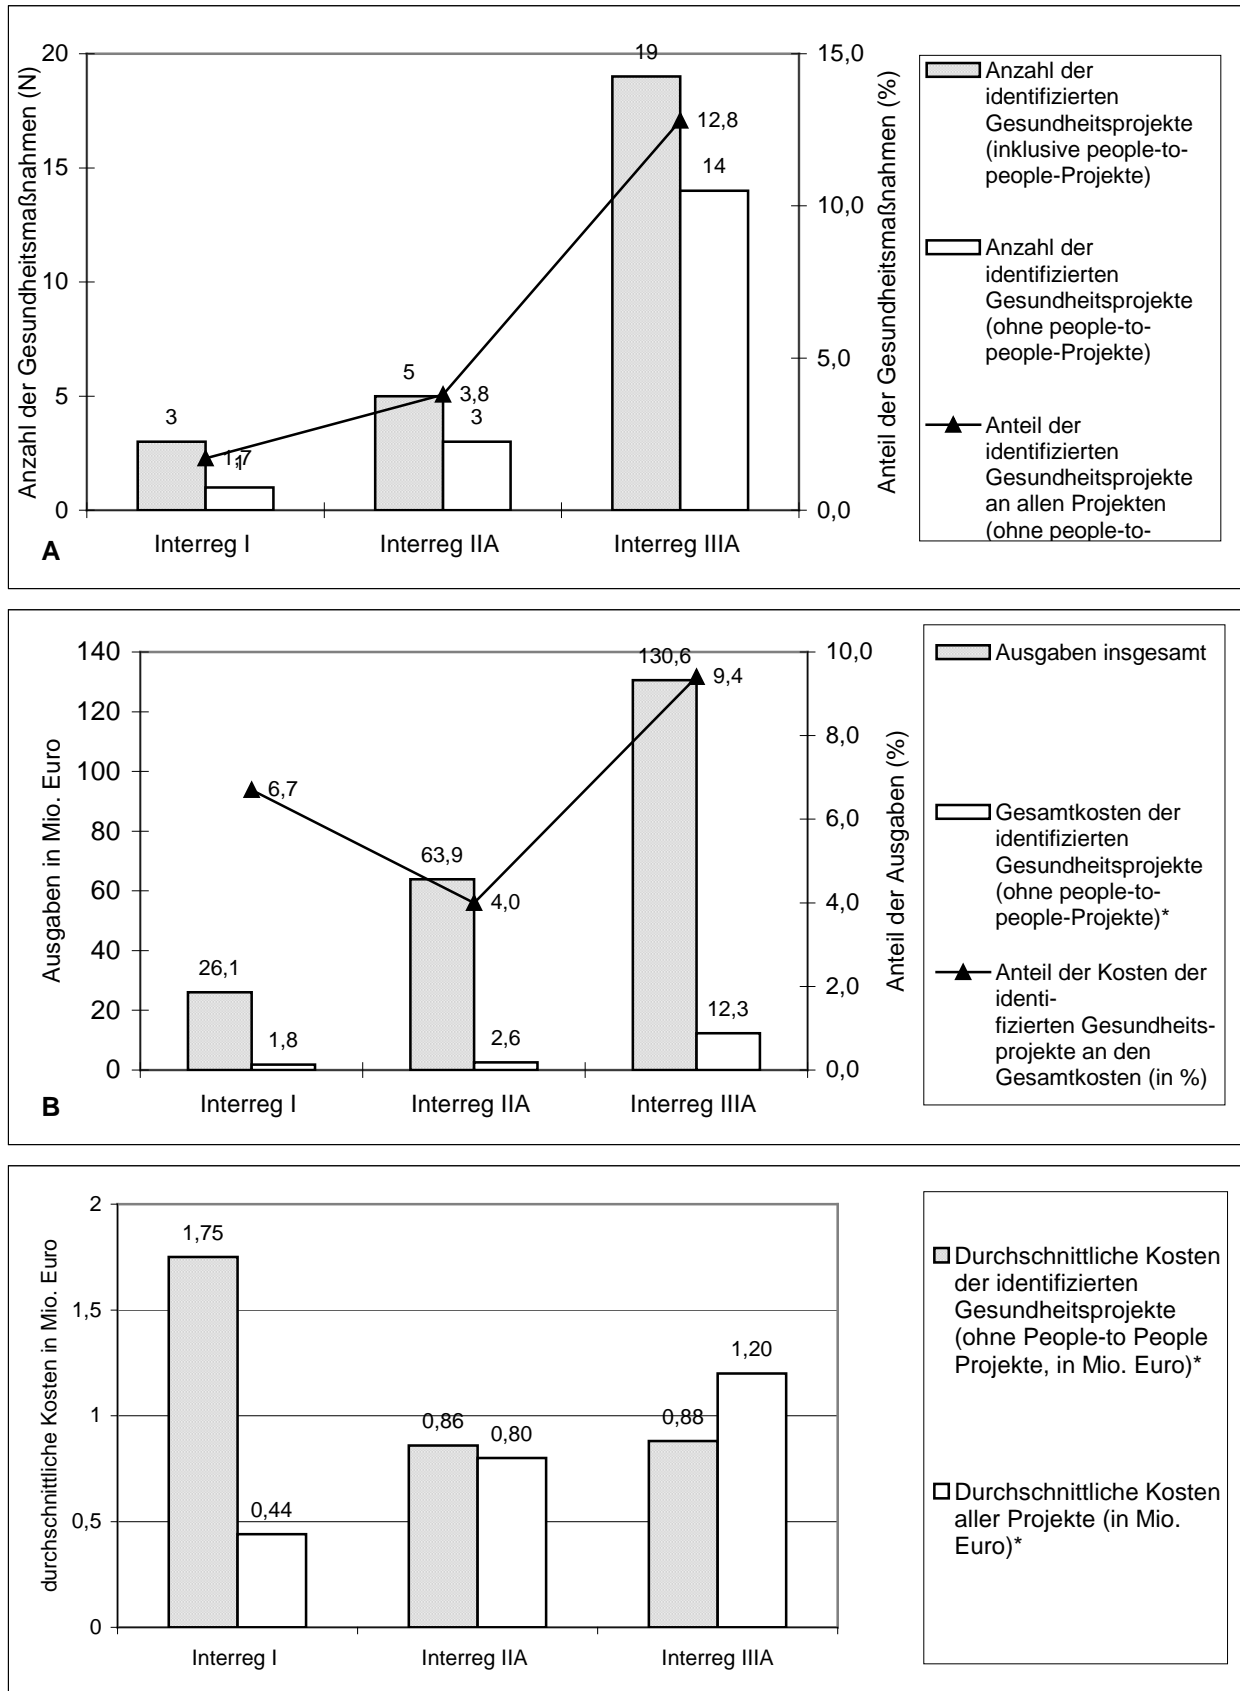 20
15
10
5
0
Anzahl der Gesundheitsmaßnahmen (N)
3
1,7
1
5
3,8
3
19
12,8
14
15,0
10,0
5,0
0,0
Anteil der Gesundheitsmaßnahmen (%)
Interreg I
Interreg IIA
Interreg IIIA
A
Anzahl der
identifizierten
Gesundheitsprojekte
(inklusive people-to-
people-Projekte)
Anzahl der
identifizierten
Gesundheitsprojekte
(ohne people-to-
people-Projekte)
Anteil der
identifizierten
Gesundheitsprojekte
an allen Projekten
(ohne people-to-
140
120
100
80
60
40
20
0
Ausgaben in Mio. Euro
26,1
6,7
1,8
63,9
4,0
2,6
130,6
9,4
12,3
10,0
8,0
6,0
4,0
2,0
0,0
Anteil der Ausgaben (%)
Interreg I
Interreg IIA
Interreg IIIA
B
Ausgaben insgesamt
Gesamtkosten der
identifizierten
Gesundheitsprojekte
(ohne people-to-
people-Projekte)*
Anteil der Kosten der
identi-
fizierten Gesundheits-
projekte an den
Gesamtkosten (in %)
2
1,5
1
0,5
0
durchschnittliche Kosten in Mio. Euro
1,75
0,44
0,86
0,80
0,88
1,20
Interreg I
Interreg IIA
Interreg IIIA
Durchschnittliche Kosten
der identifizierten
Gesundheitsprojekte
(ohne People-to People
Projekte, in Mio. Euro)*
Durchschnittliche Kosten
aller Projekte (in Mio.
Euro)*